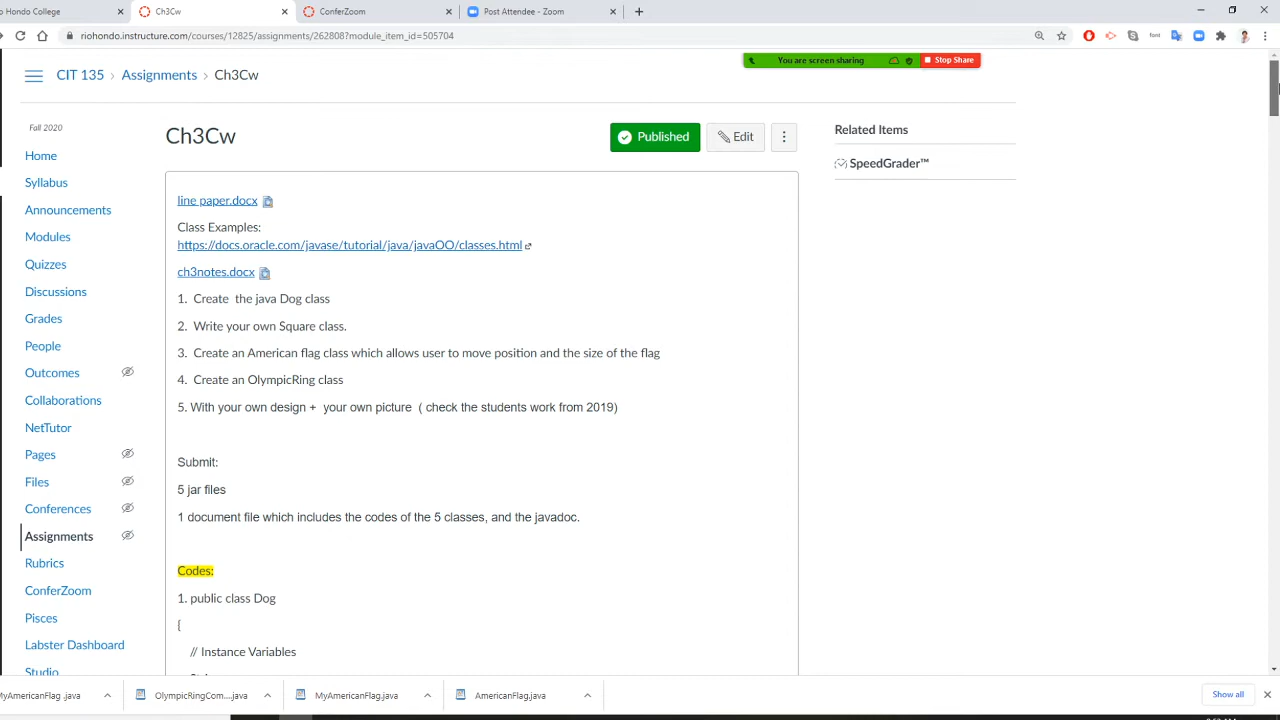 o Hondo College
Ch3Cw
ConferZoom
Post Attendee - Zoom
riohondo.instructure.com/courses/12825/assignments/262808?module_item_id=505704
You are screen sharing
Stop Share
CIT 135 > Assignments > Ch3Cw
Fall 2020
Home
Syllabus
Announcements
Modules
Quizzes
Discussions
Grades
People
Outcomes
Collaborations
NetTutor
Pages
Files
Conferences
Assignments
Rubrics
ConferZoom
Pisces
Labster Dashboard
Studio
Ch3Cw
Published
Edit
line paper.docx
Class Examples:
https://docs.oracle.com/javase/tutorial/java/javaOO/classes.html
ch3notes.docx
1. Create the java Dog class
2. Write your own Square class.
3. Create an American flag class which allows user to move position and the size of the flag
4. Create an OlympicRing class
5. With your own design + your own picture ( check the students work from 2019)
Submit:
5 jar files
1 document file which includes the codes of the 5 classes, and the javadoc.
Codes:
1. public class Dog
{
// Instance Variables
Related Items
SpeedGrader™
MyAmericanFlag .java
OlympicRingCom....java
MyAmericanFlag.java
AmericanFlag.java
Show all